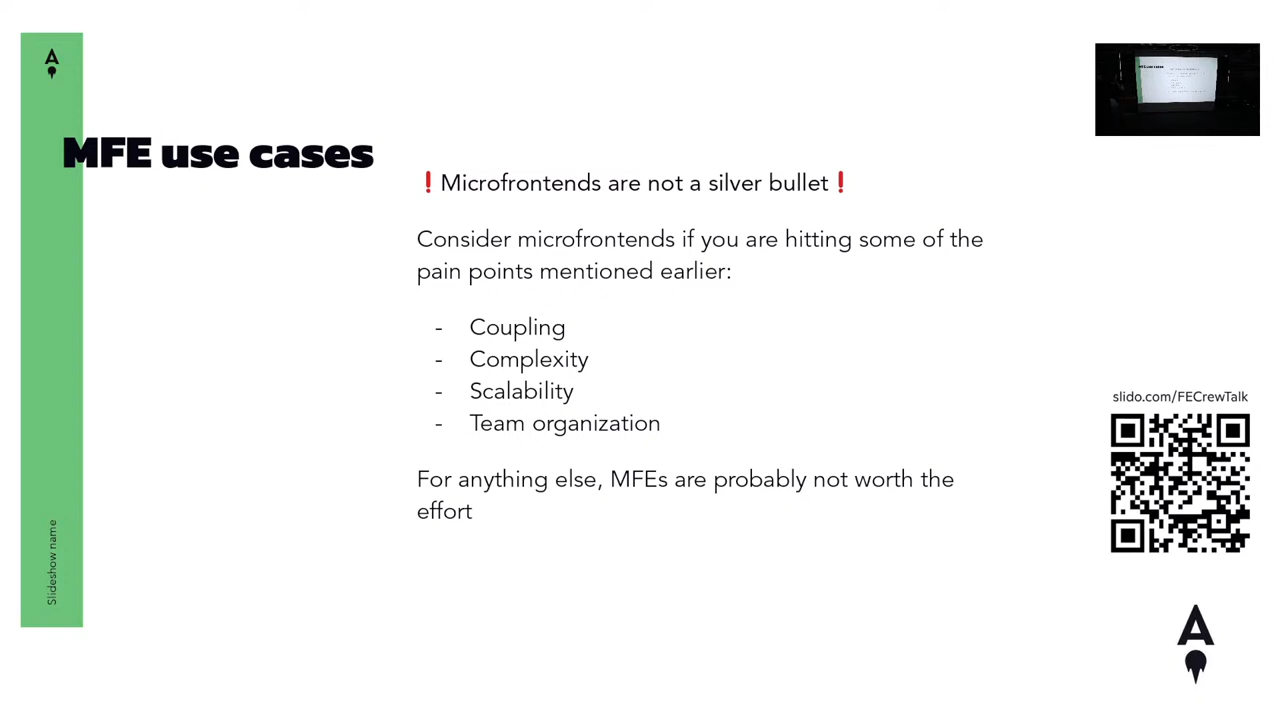 MFE use cases
❗Microfrontends are not a silver bullet❗
Consider microfrontends if you are hitting some of the
pain points mentioned earlier:
- Coupling
- Complexity
- Scalability
- Team organization
For anything else, MFEs are probably not worth the
effort
slido.com/FECrewTalk
Slideshow name